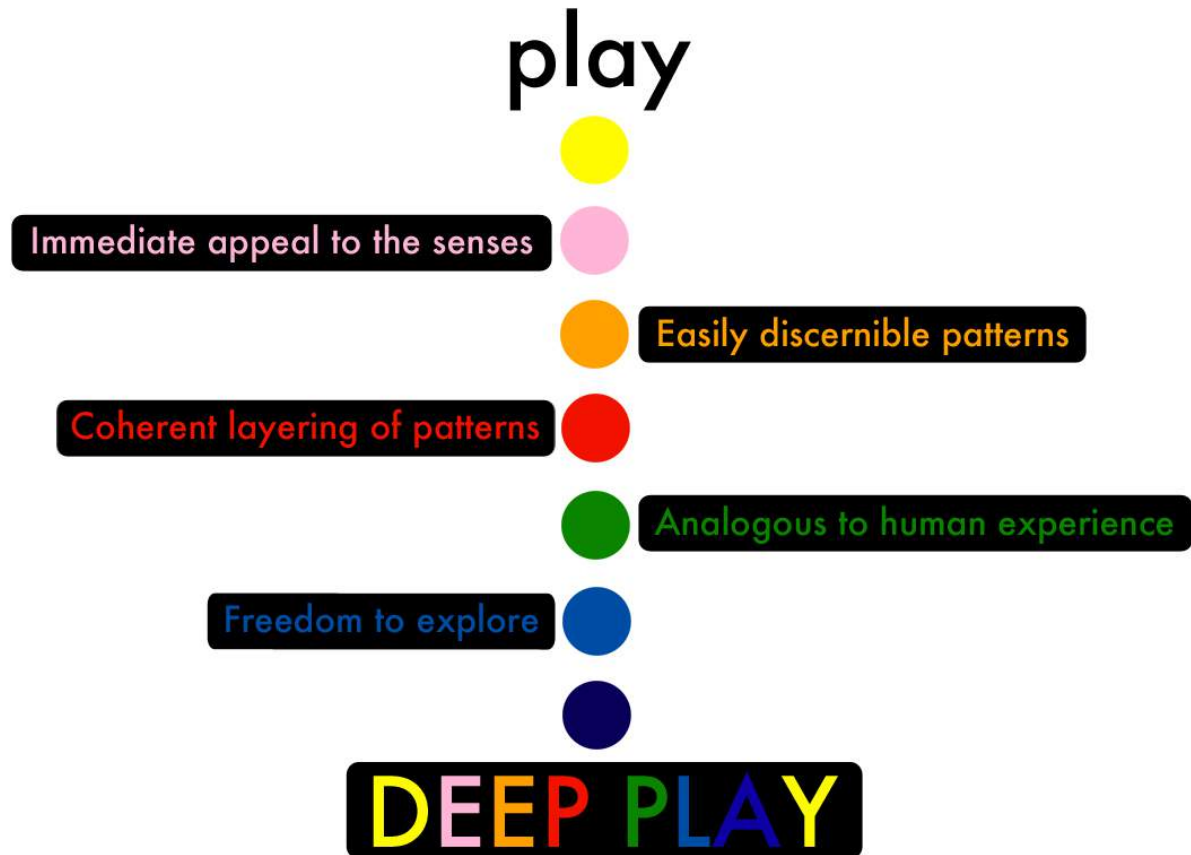 play
Immediate appeal to the senses
Easily discernible patterns
Coherent layering of patterns
Analogous to human experience
Freedom to explore
DEEP PLAY